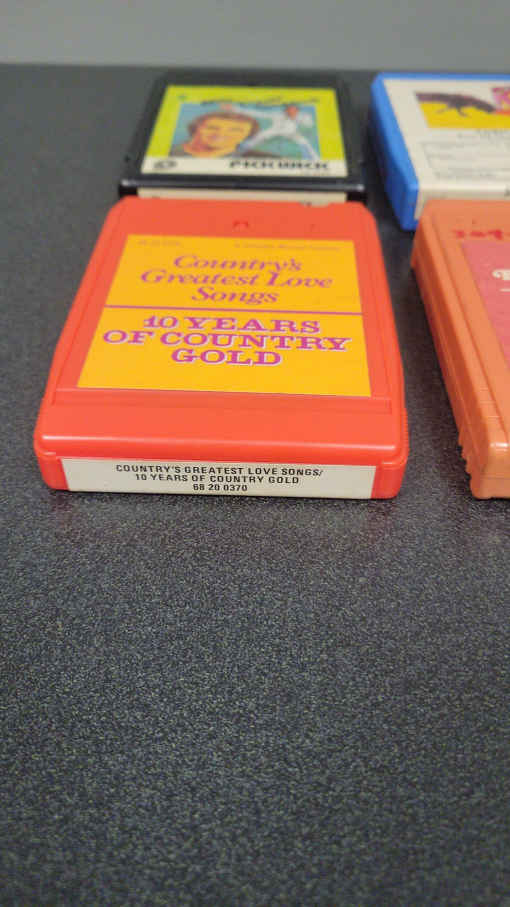 PICKWICK
Country's
Greatest Love
Songs
10 YEARS
OF COUNTRY
GOLD
COUNTRY'S GREATEST LOVE SONGS/
10 YEARS OF COUNTRY GOLD
68 20 0370